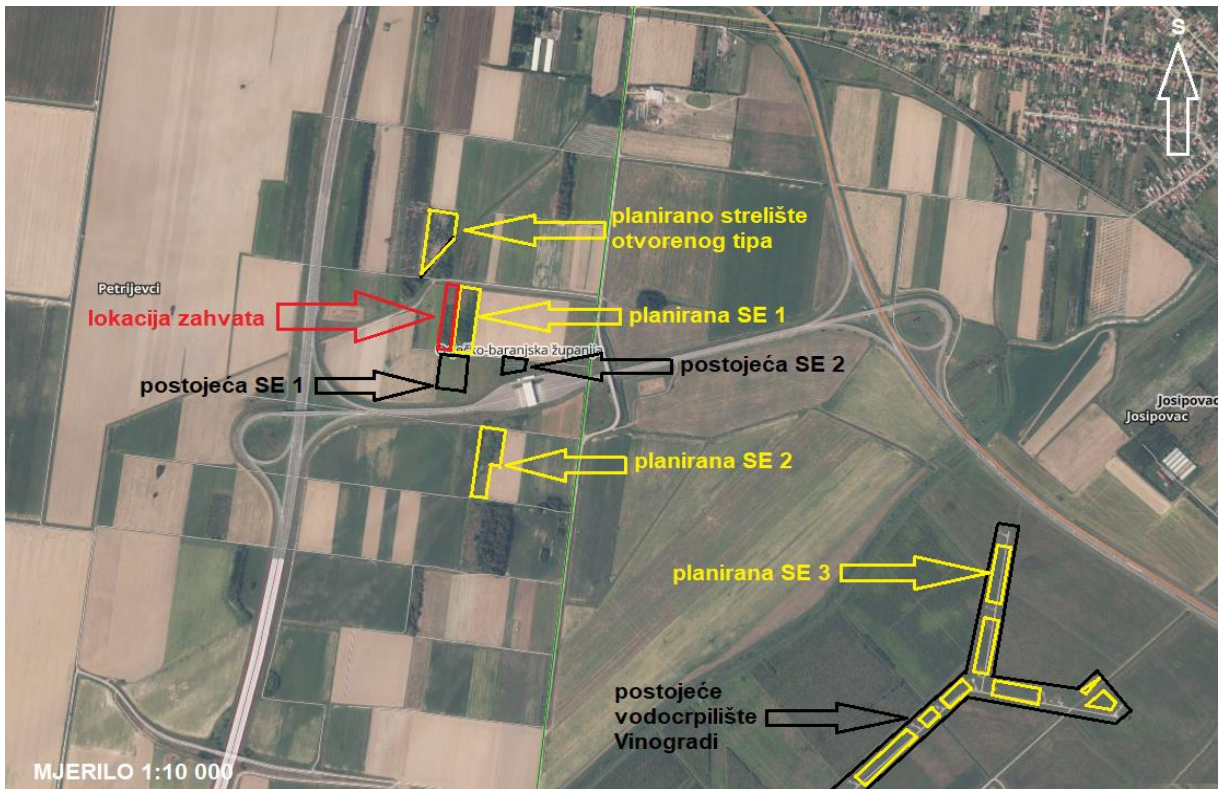 S
planirano strelište
otvorenog tipa
Petrijevci
lokacija zahvata
planirana SE 1
postojeća SE 1
postojeća SE 2
Josipovac
Josipovac
planirana SE 2
planirana SE 3
postojeće
vodocrpilište
Vinogradi
MJERILO 1:10 000